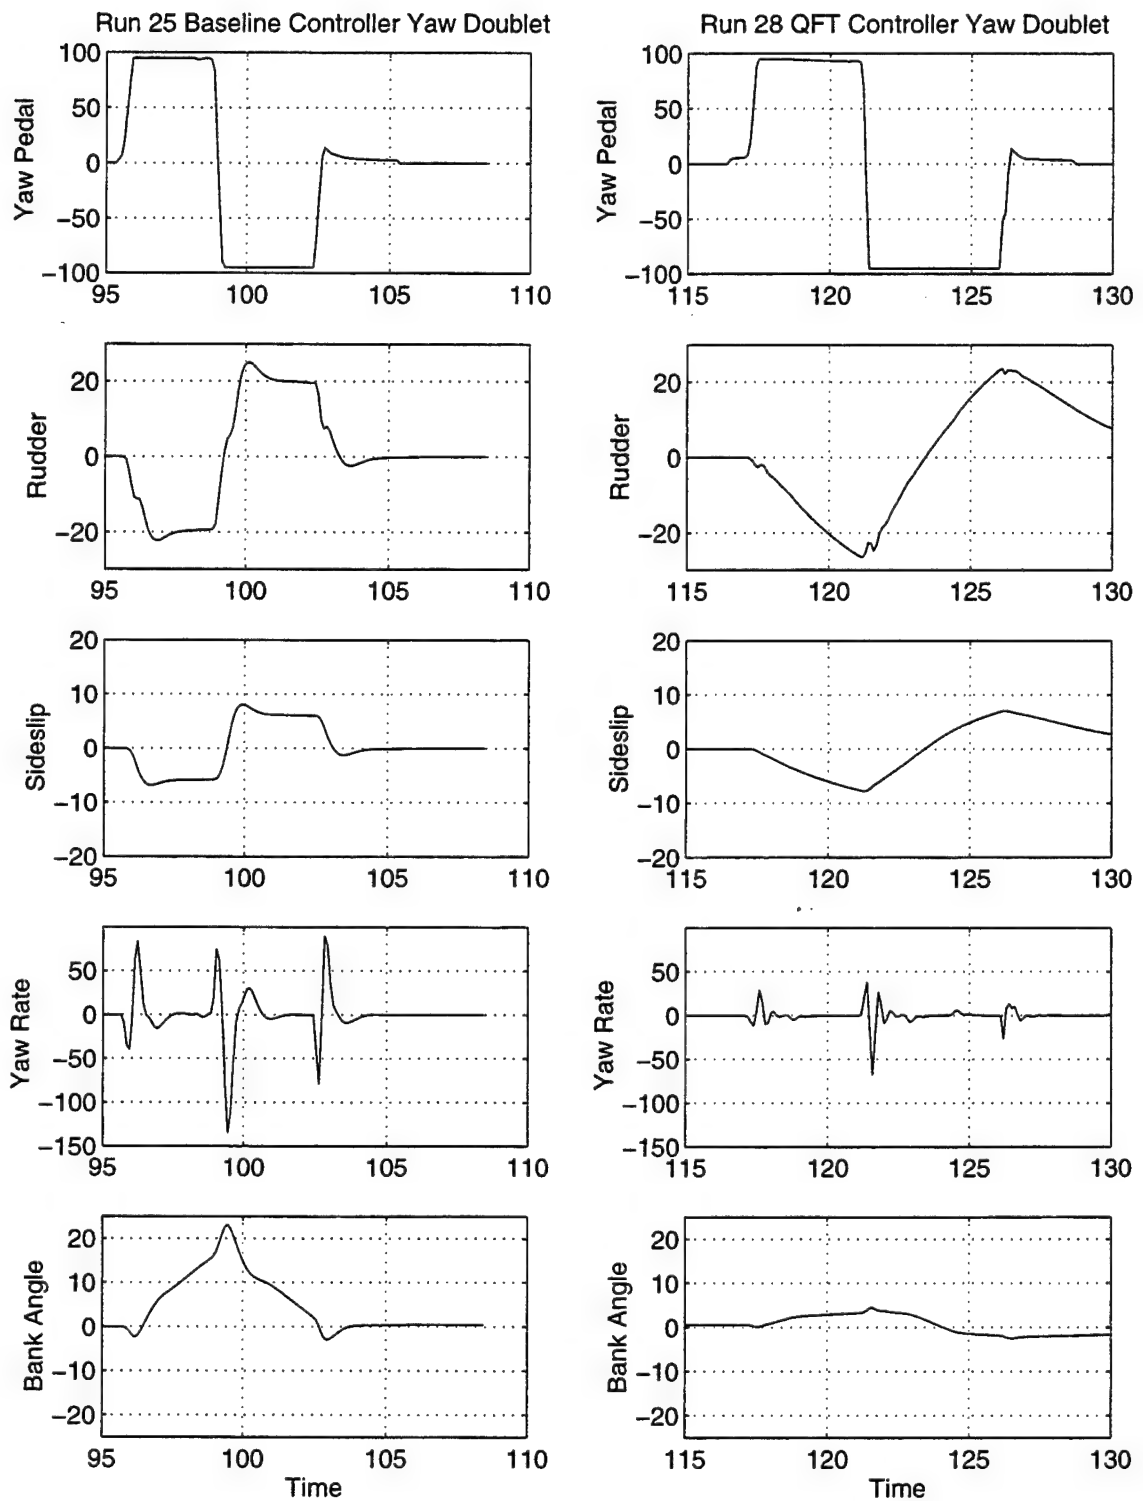 Run 25 Baseline Controller Yaw Doublet
100
50
0
−50
−100
Yaw Pedal
95 100 105 110
20
0
−20
Rudder
95 100 105 110
20
10
0
−10
−20
Sideslip
95 100 105 110
50
0
−50
−100
−150
Yaw Rate
95 100 105 110
20
10
0
−10
−20
Bank Angle
95 100 105 110
Time
Run 28 QFT Controller Yaw Doublet
100
50
0
−50
−100
Yaw Pedal
115 120 125 130
20
0
−20
Rudder
115 120 125 130
20
10
0
−10
−20
Sideslip
115 120 125 130
50
0
−50
−100
−150
Yaw Rate
115 120 125 130
20
10
0
−10
−20
Bank Angle
115 120 125 130
Time